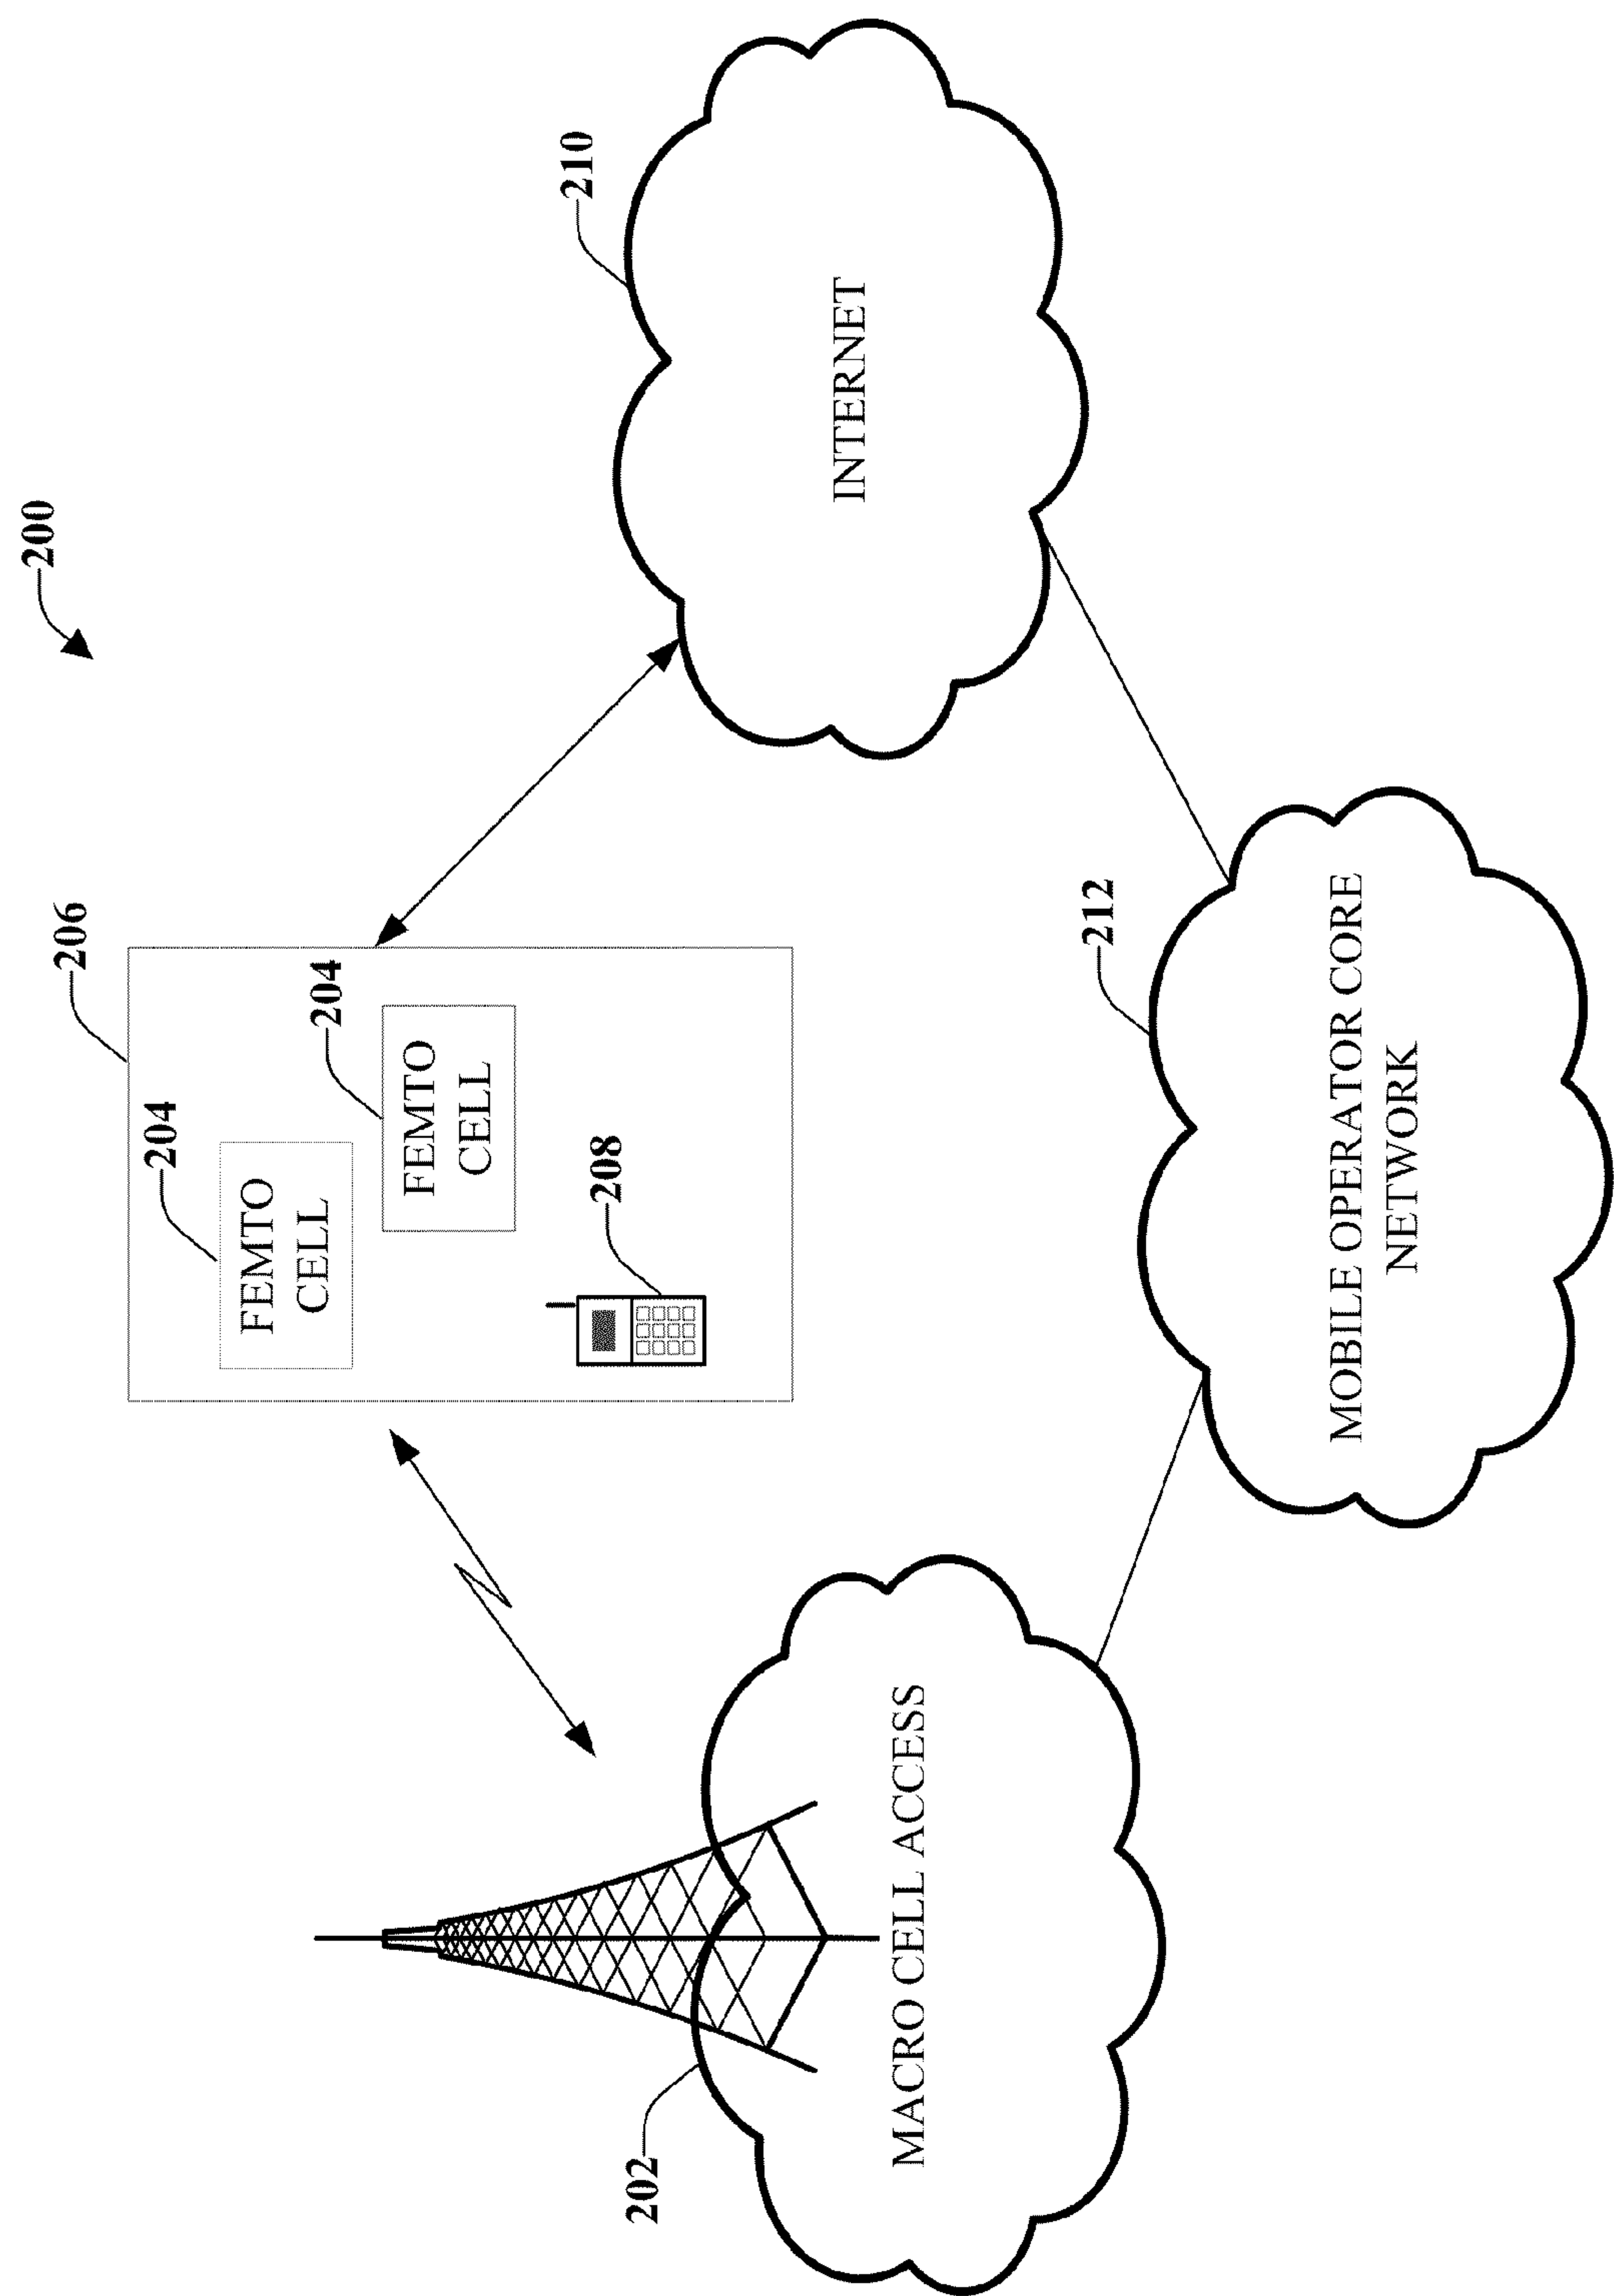 200
206
204
FEMTO
CELL
204
FEMTO
CELL
208
210
INTERNET
202
MACRO CELL ACCESS
212
MOBILE OPERATOR CORE
NETWORK